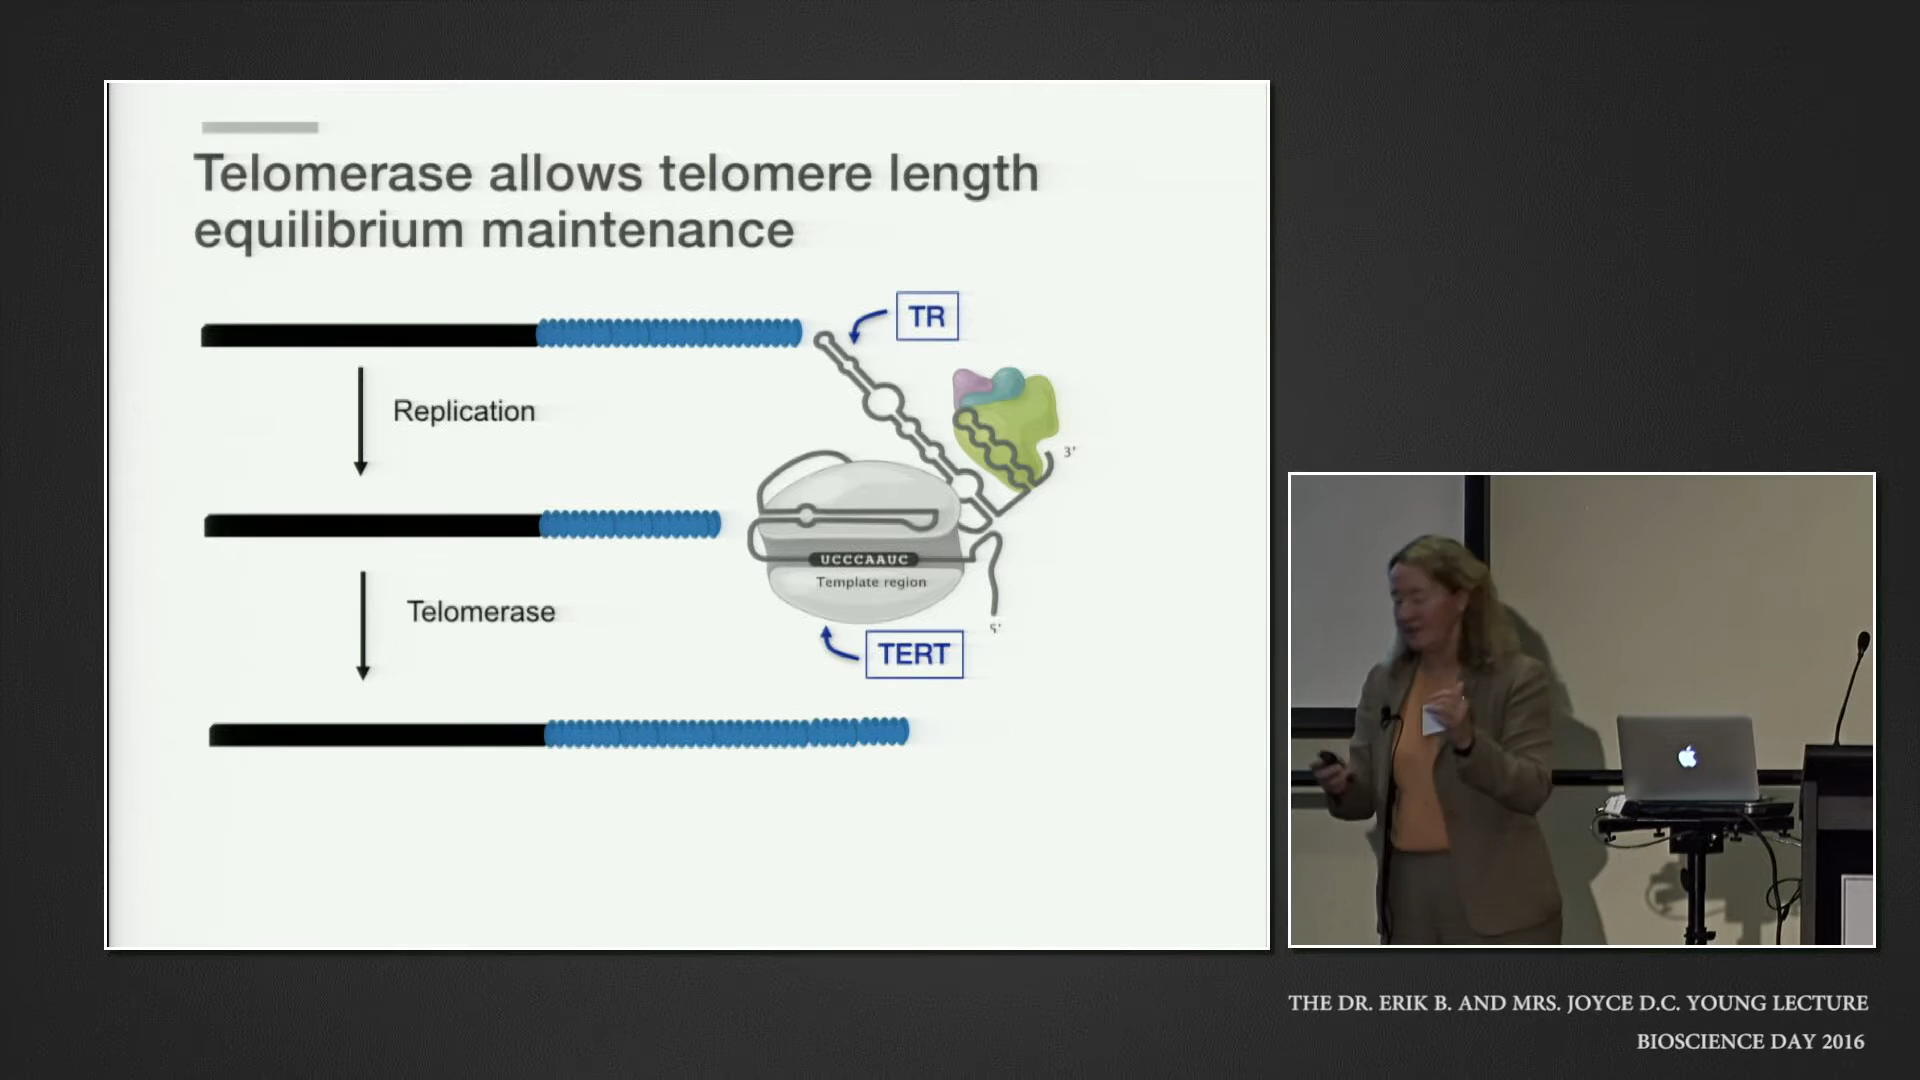 Telomerase allows telomere length
equilibrium maintenance
TR
Replication
3'
UCCCAAUC
Template region
Telomerase
5'
TERT
THE DR. ERIK B. AND MRS. JOYCE D.C. YOUNG LECTURE
BIOSCIENCE DAY 2016